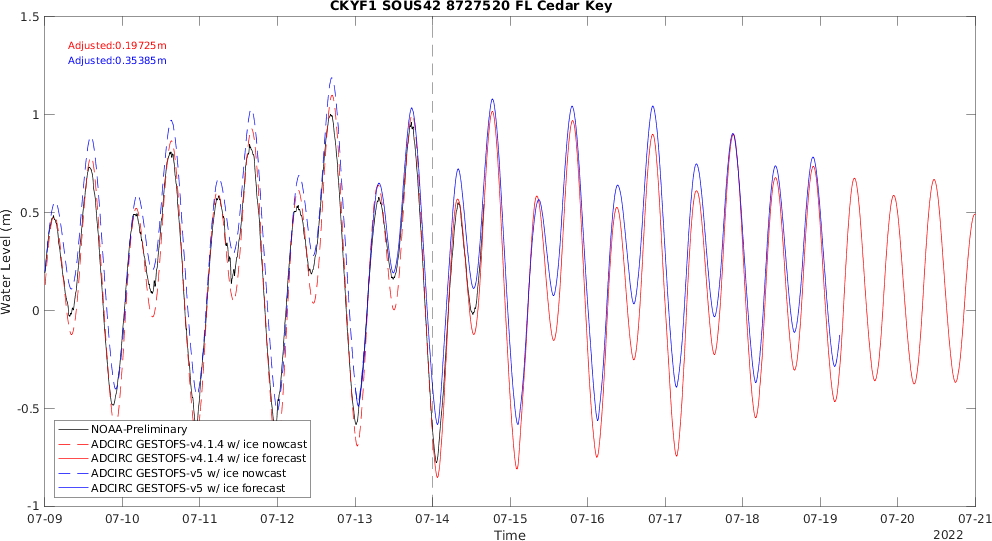 CKYF1 SOUS42 8727520 FL Cedar Key
1.5
Adjusted:0.19725m
Adjusted:0.35385m
1
0.5
Water Level (m)
0
-0.5
-1
NOAA-Preliminary
ADCIRC GESTOFS-v4.1.4 w/ ice nowcast
ADCIRC GESTOFS-v4.1.4 w/ ice forecast
ADCIRC GESTOFS-v5 w/ ice nowcast
ADCIRC GESTOFS-v5 w/ ice forecast
07-09 07-10 07-11 07-12 07-13 07-14 07-15 07-16 07-17 07-18 07-19 07-20 07-21
Time
2022